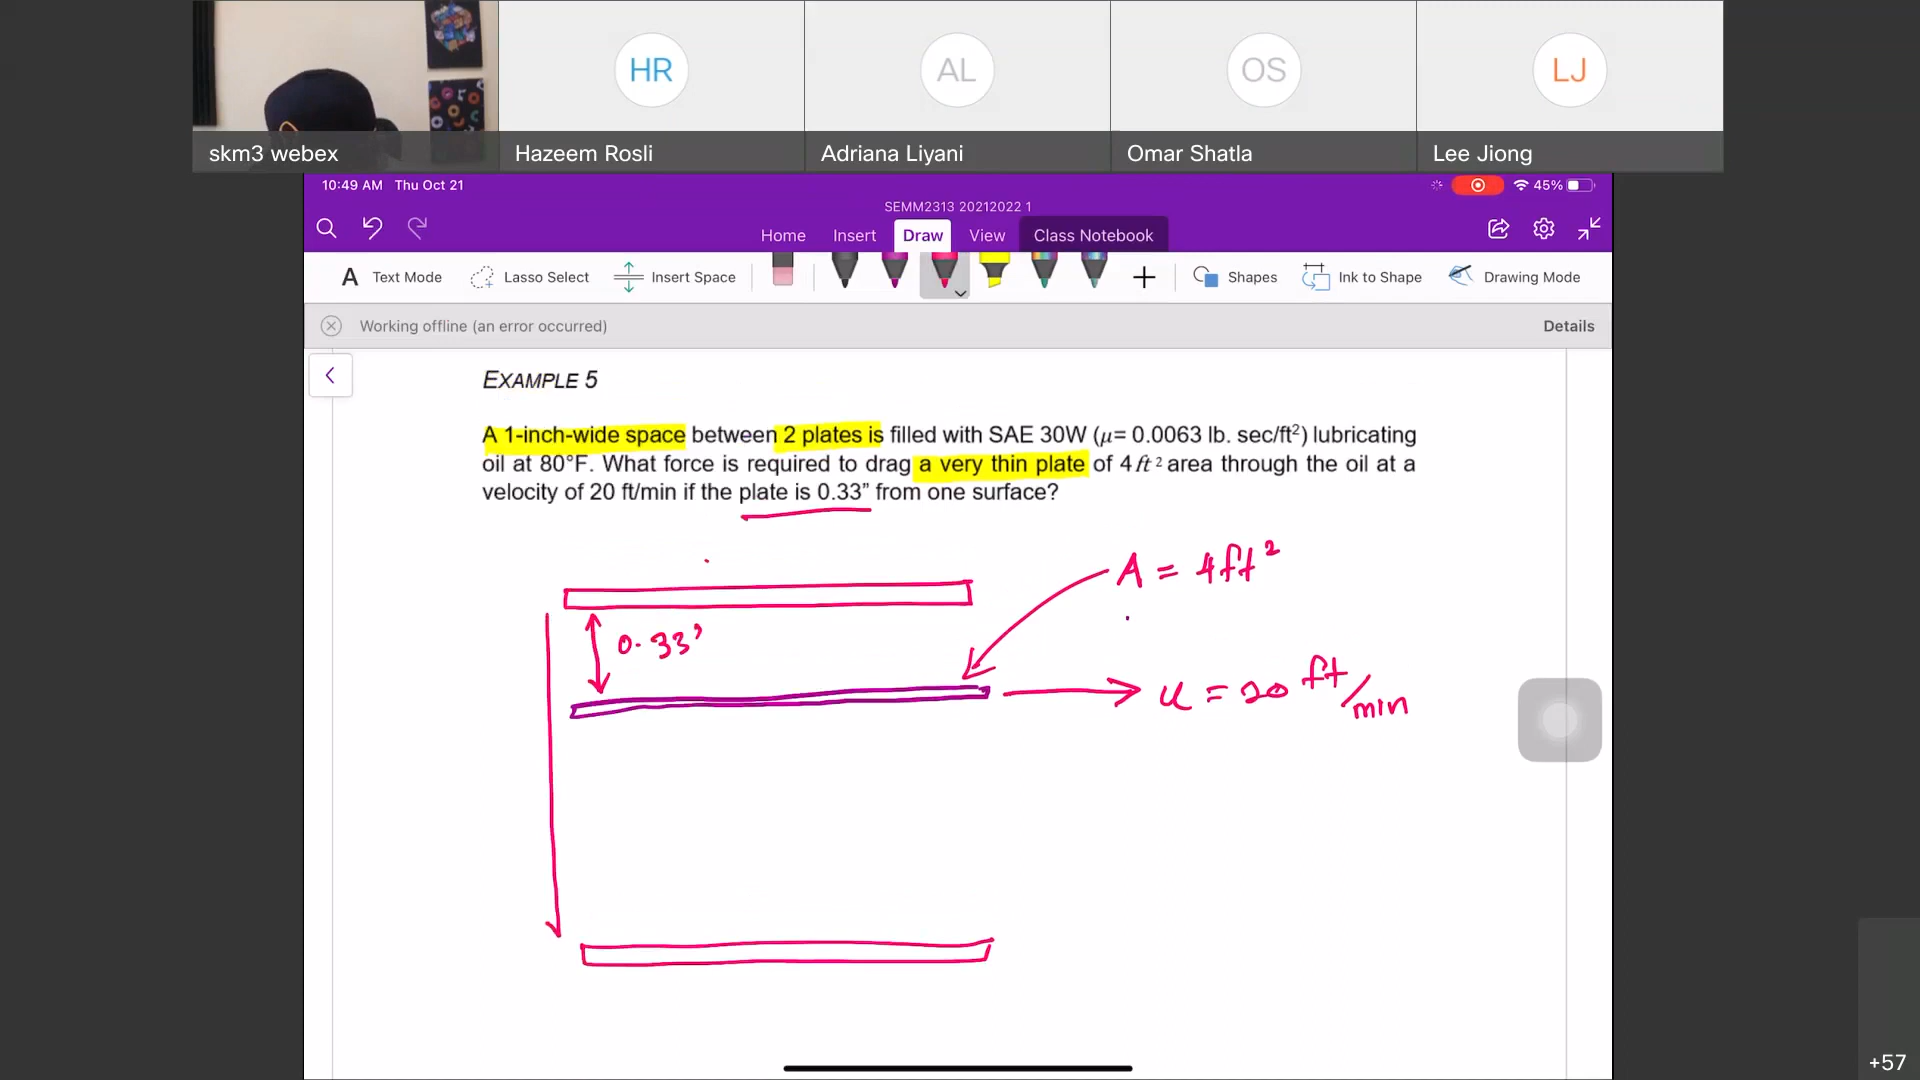 HR
AL
OS
LJ
skm3 webex
Hazeem Rosli
Adriana Liyani
Omar Shatla
Lee Jiong
10:49 AM Thu Oct 21
45%
SEMM2313 20212022 1
Home
Insert
Draw
View
Class Notebook
A Text Mode
Lasso Select
Insert Space
Shapes
Ink to Shape
Drawing Mode
Working offline (an error occurred)
Details
EXAMPLE 5
A 1-inch-wide space between 2 plates is filled with SAE 30W (μ= 0.0063 lb. sec/ft²) lubricating
oil at 80°F. What force is required to drag a very thin plate of 4ft² area through the oil at a
velocity of 20 ft/min if the plate is 0.33” from one surface?
A = 4ft²
0.33’
u = 20 ft/min
+57